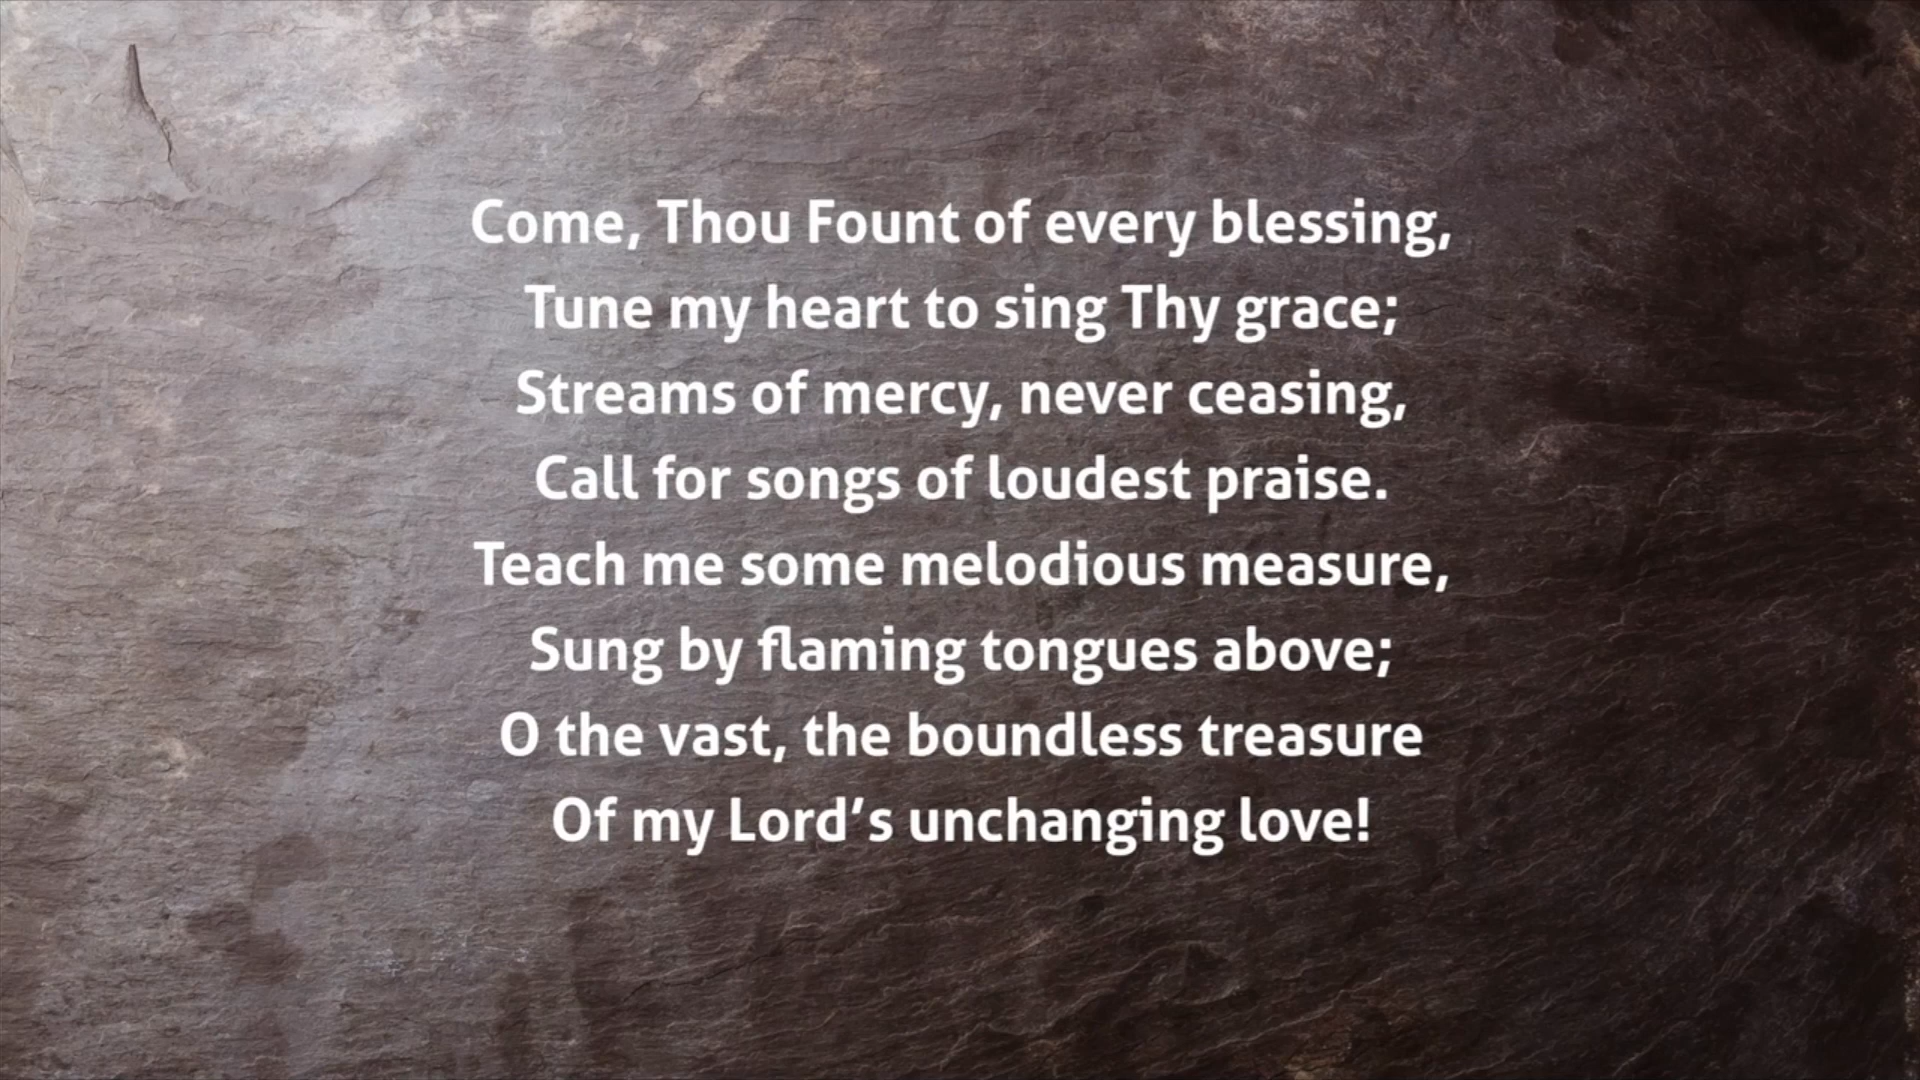 Come, Thou Fount of every blessing,
Tune my heart to sing Thy grace;
Streams of mercy, never ceasing,
Call for songs of loudest praise.
Teach me some melodious measure,
Sung by flaming tongues above;
O the vast, the boundless treasure
Of my Lord’s unchanging love!